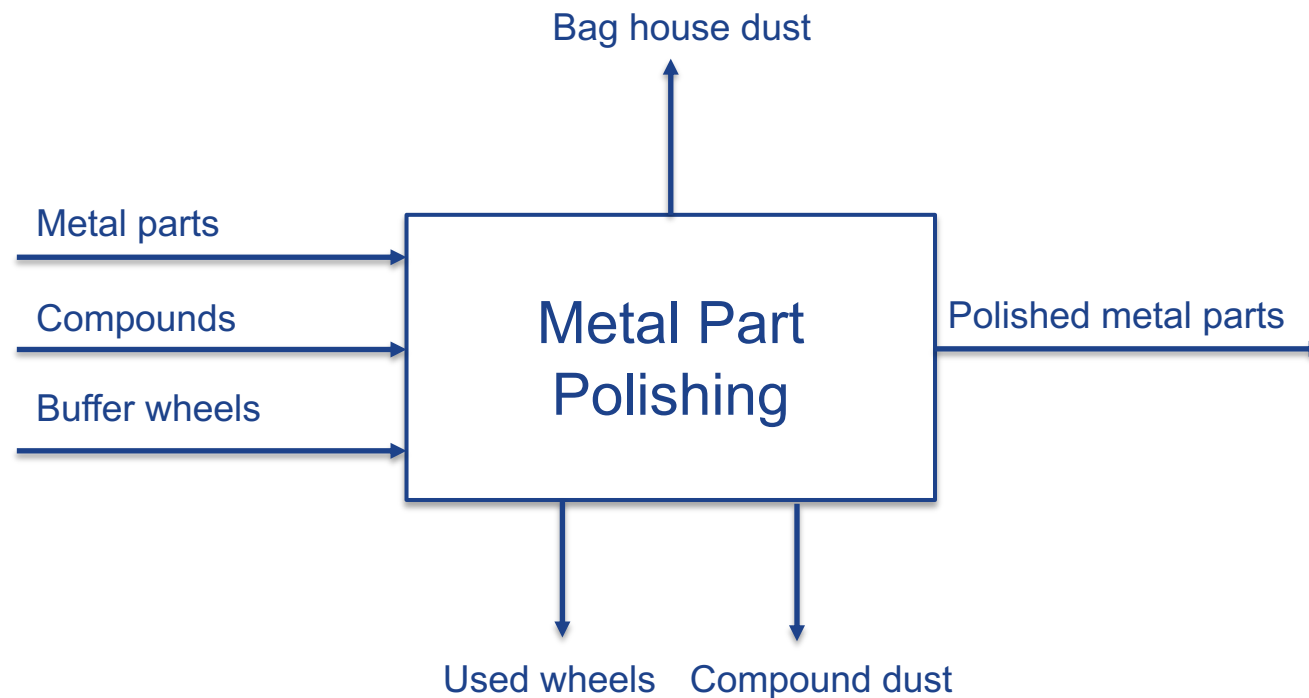 Bag house dust
Metal parts
Compounds
Buffer wheels
Metal Part
Polishing
Polished metal parts
Used wheels
Compound dust